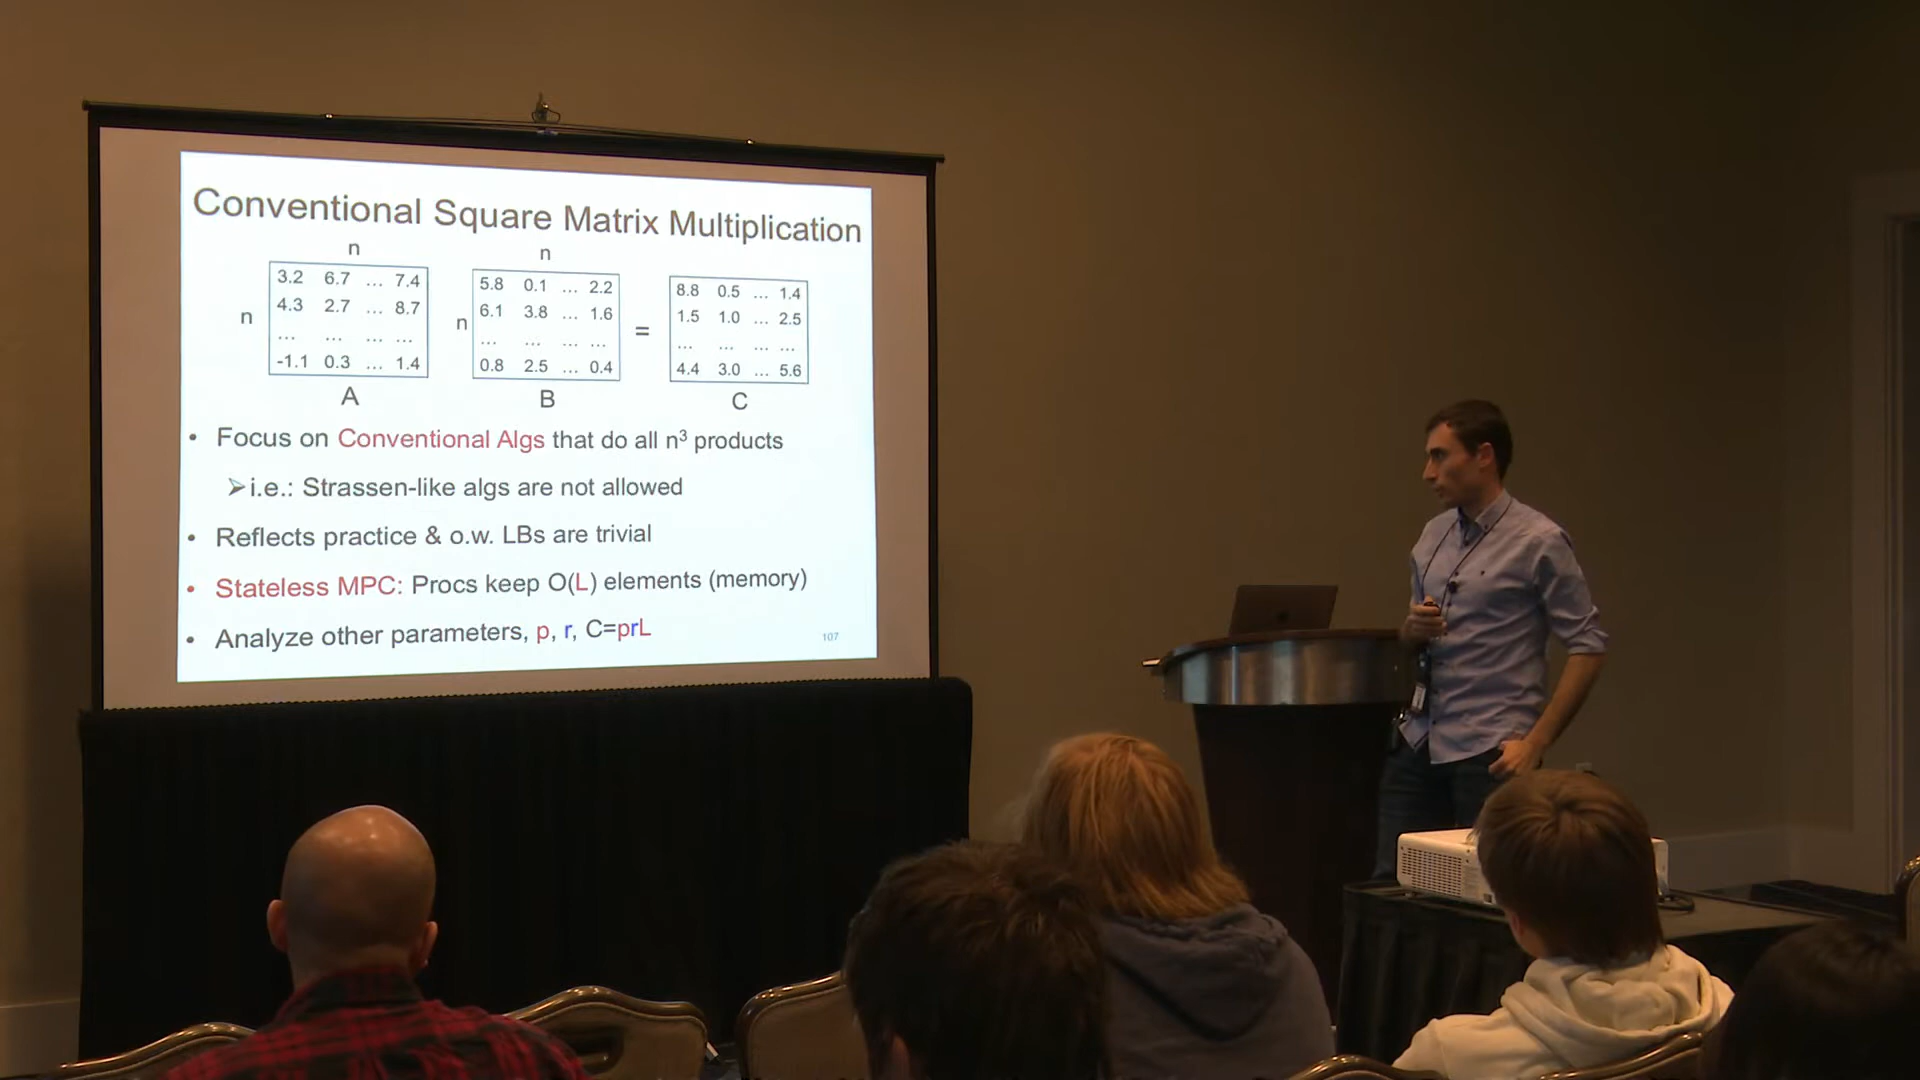 Conventional Square Matrix Multiplication
n n
3.2 6.7 ... 7.4 5.8 0.1 ... 2.2 8.8 0.5 ... 1.4
n 4.3 2.7 ... 8.7 n 6.1 3.8 ... 1.6 = 1.5 1.0 ... 2.5
... ... ... ... ... ... ... ... ... ... ... ...
-1.1 0.3 ... 1.4 0.8 2.5 ... 0.4 4.4 3.0 ... 5.6
A B C
• Focus on Conventional Algs that do all n³ products
➢i.e.: Strassen-like algs are not allowed
• Reflects practice & o.w. LBs are trivial
• Stateless MPC: Procs keep O(L) elements (memory)
• Analyze other parameters, p, r, C=prL
107